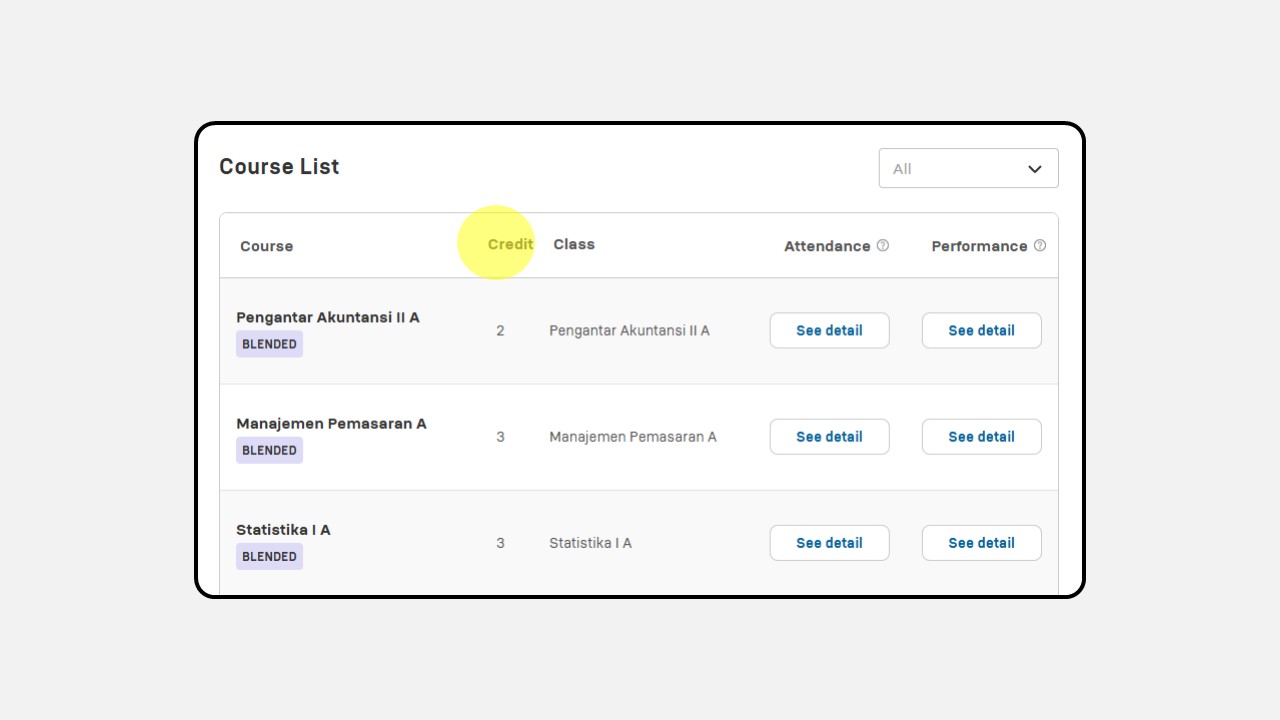 Course List
All
Course Credit Class Attendance Performance
Pengantar Akuntansi II A
BLENDED
2 Pengantar Akuntansi II A See detail See detail
Manajemen Pemasaran A
BLENDED
3 Manajemen Pemasaran A See detail See detail
Statistika I A
BLENDED
3 Statistika I A See detail See detail